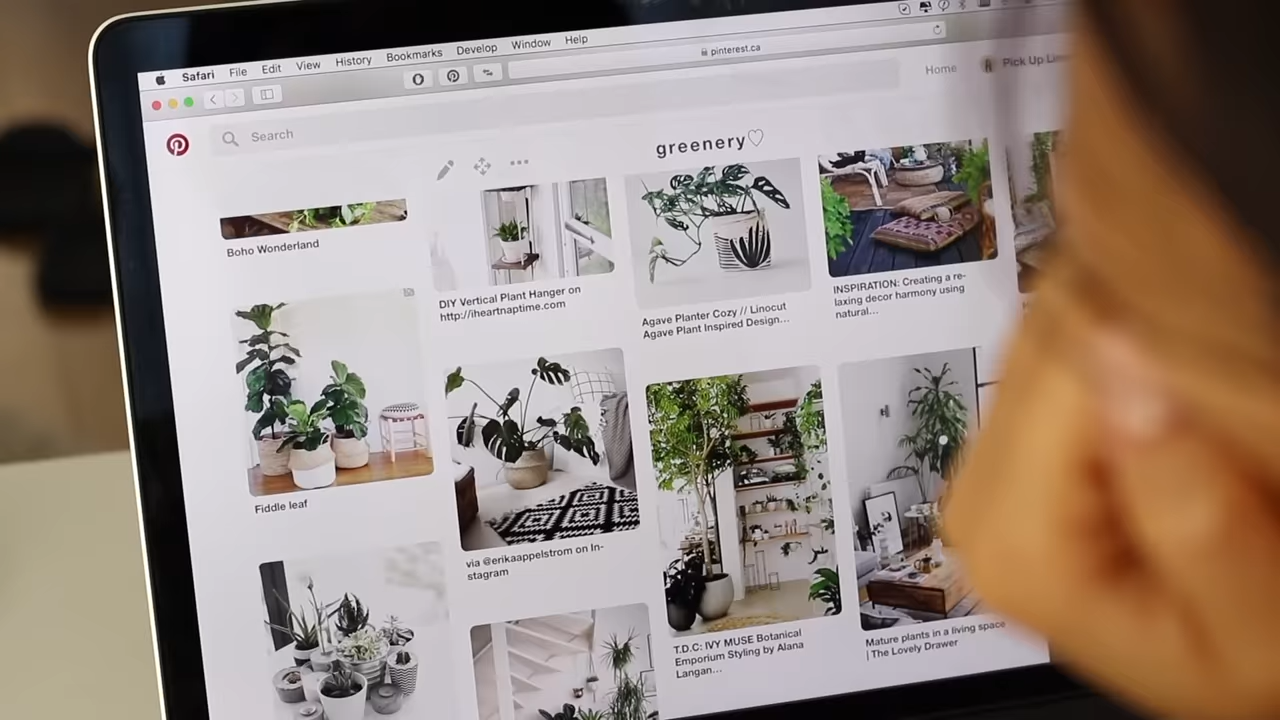 Safari File Edit View History Bookmarks Develop Window Help
pinterest.ca
Search
Home
Pick Up
greenery♡
Boho Wonderland
DIY Vertical Plant Hanger on
http://iheartnaptime.com
Agave Planter Cozy // Linocut
Agave Plant Inspired Design...
INSPIRATION: Creating a re-
laxing decor harmony using
natural...
Fiddle leaf
via @erikaappelstrom on In-
stagram
T.D.C: IVY MUSE Botanical
Emporium Styling by Alana
Langan...
Mature plants in a living space
| The Lovely Drawer